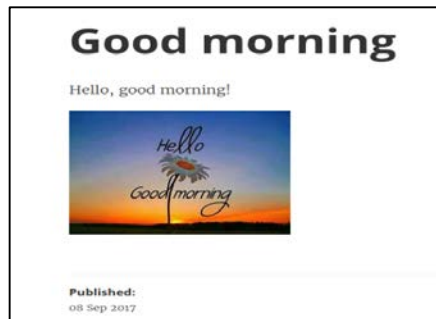 Good morning
Hello, good morning!
Hello
Good morning
Published:
08 Sep 2017